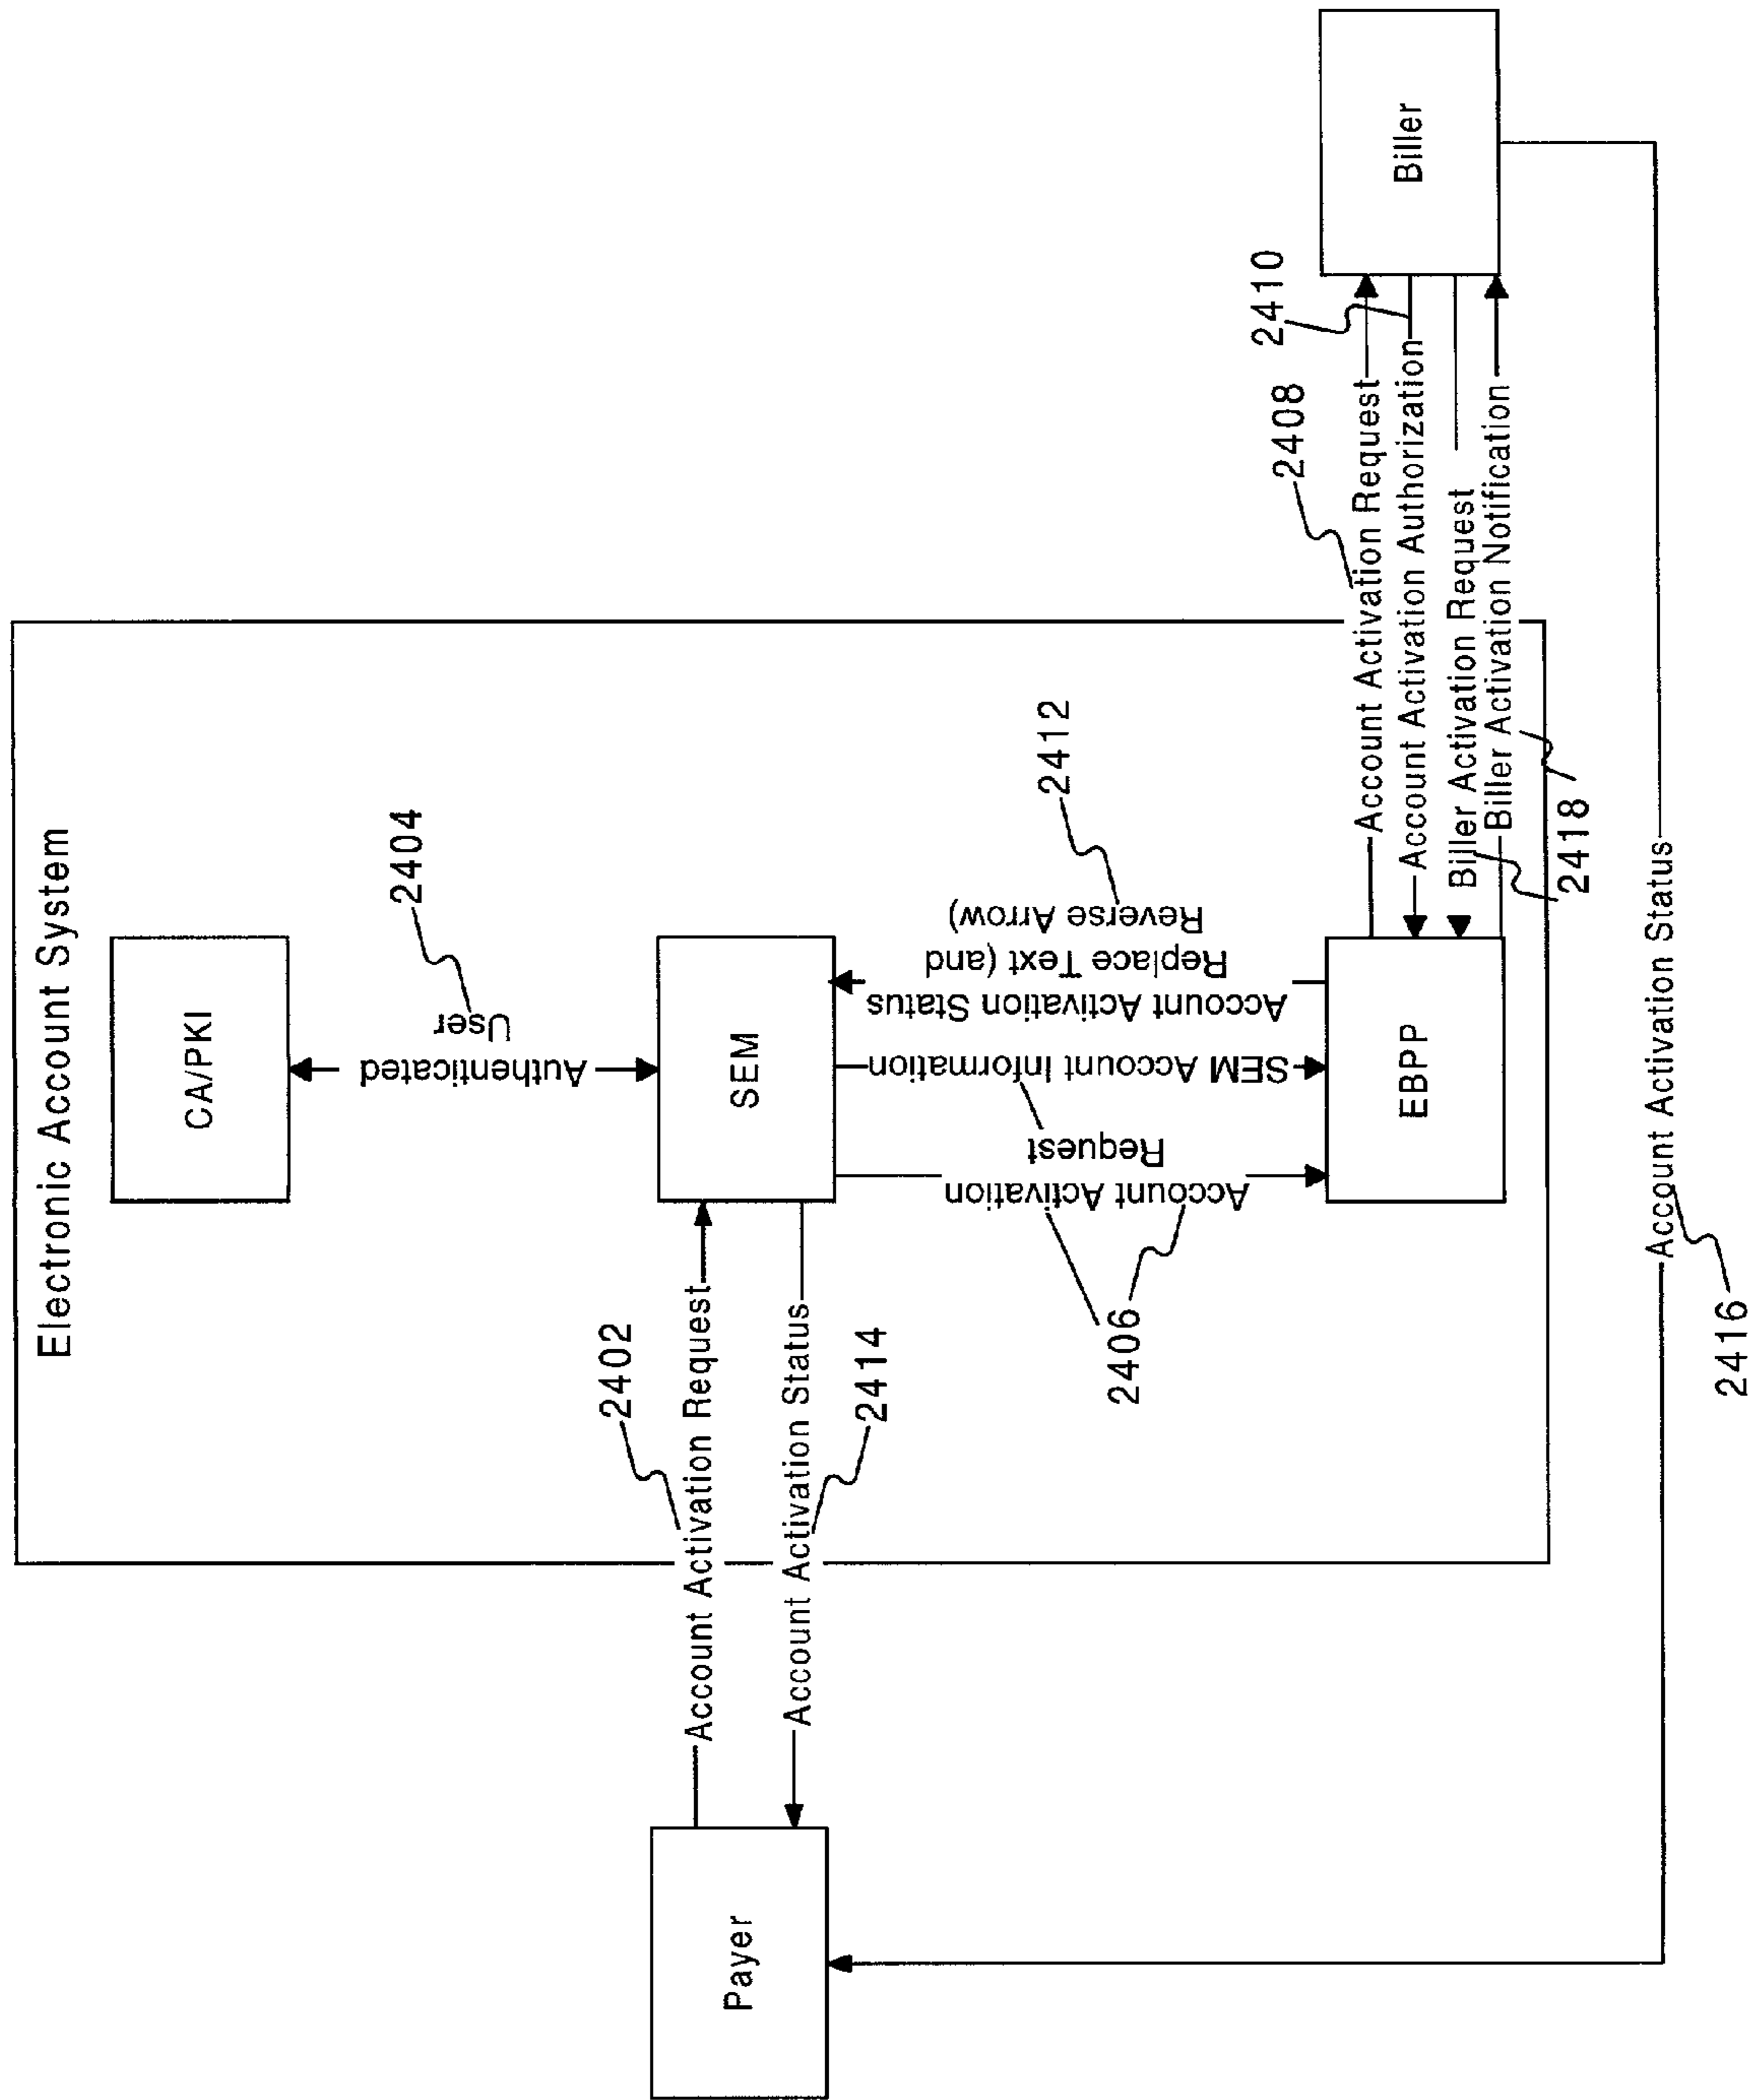 Electronic Account System
CA/PKI
2404
Authenticated
User
2402
Account Activation Request
SEM
Payer
Account Activation Status
2414
2412
Account Activation
Request
SEM Account Information
Account Activation Status
Replace Text (and
Reverse Arrow)
2406
2408
2410
Account Activation Request
Account Activation Authorization
Biller Activation Request
Biller Activation Notification
EBPP
Biller
2418
Account Activation Status
2416